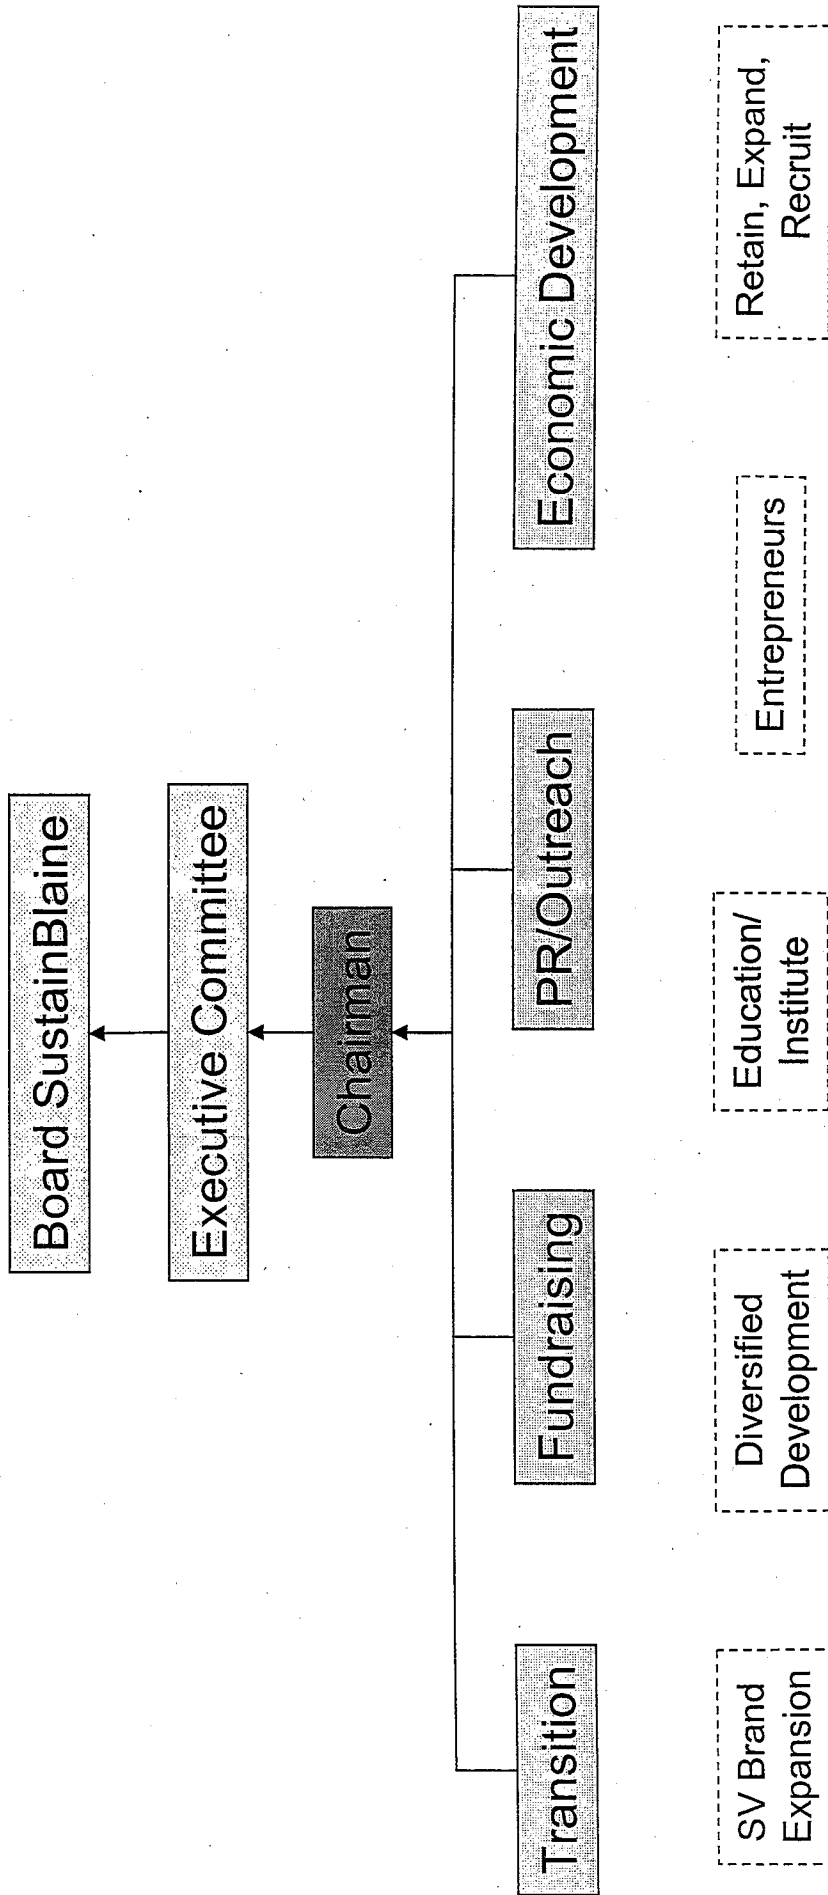 Board SustainBlaine
Executive Committee
Chairman
Transition
Fundraising
PR/Outreach
Economic Development
SV Brand
Expansion
Diversified
Development
Education/
Institute
Entrepreneurs
Retain, Expand,
Recruit